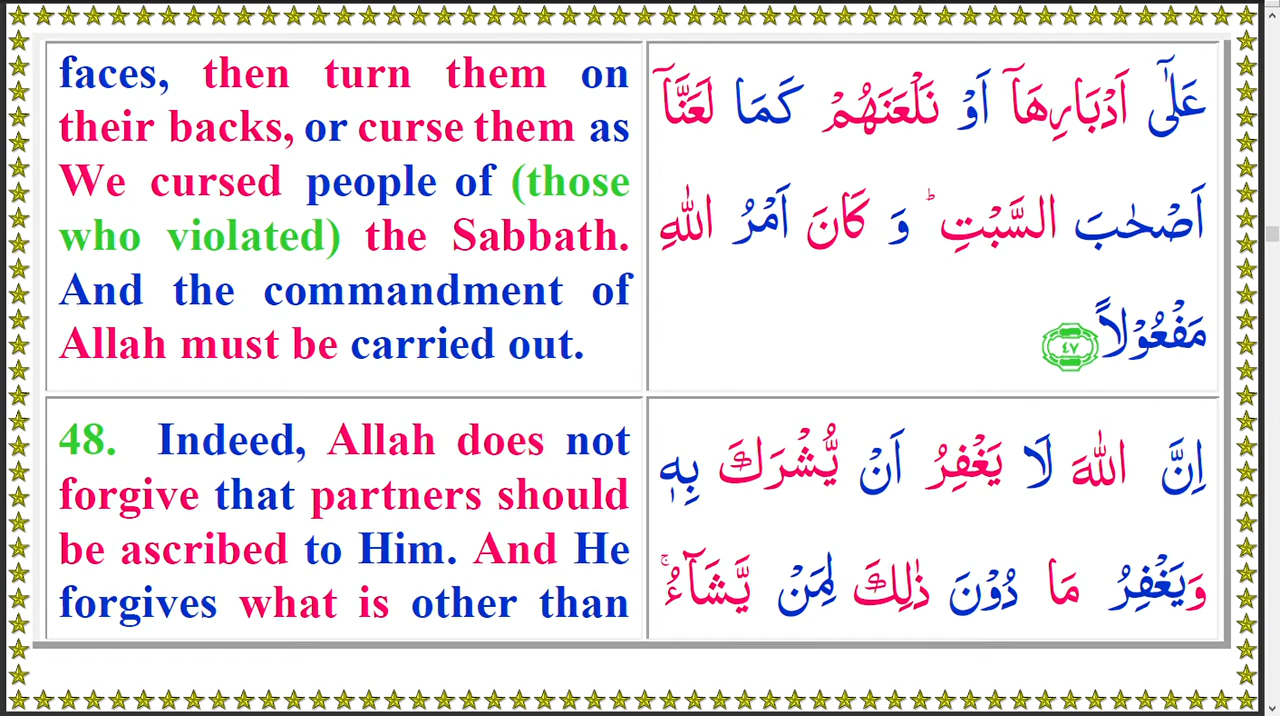 faces, then turn them on
their backs, or curse them as
We cursed people of (those
who violated) the Sabbath.
And the commandment of
Allah must be carried out.
عَلٰٓى اَدْبَارِهَاۤ اَوْ نَلْعَنَهُمْ كَمَا لَعَنَّاۤ
اَصْحٰبَ السَّبْتِ ؕ وَ كَانَ اَمْرُ اللّٰهِ
مَفْعُوْلًا ﴿٤٧﴾
48. Indeed, Allah does not
forgive that partners should
be ascribed to Him. And He
forgives what is other than
اِنَّ اللّٰهَ لَا يَغْفِرُ اَنْ يُّشْرَكَ بِهٖ
وَيَغْفِرُ مَا دُوْنَ ذٰلِكَ لِمَنْ يَّشَآءُ ۚ